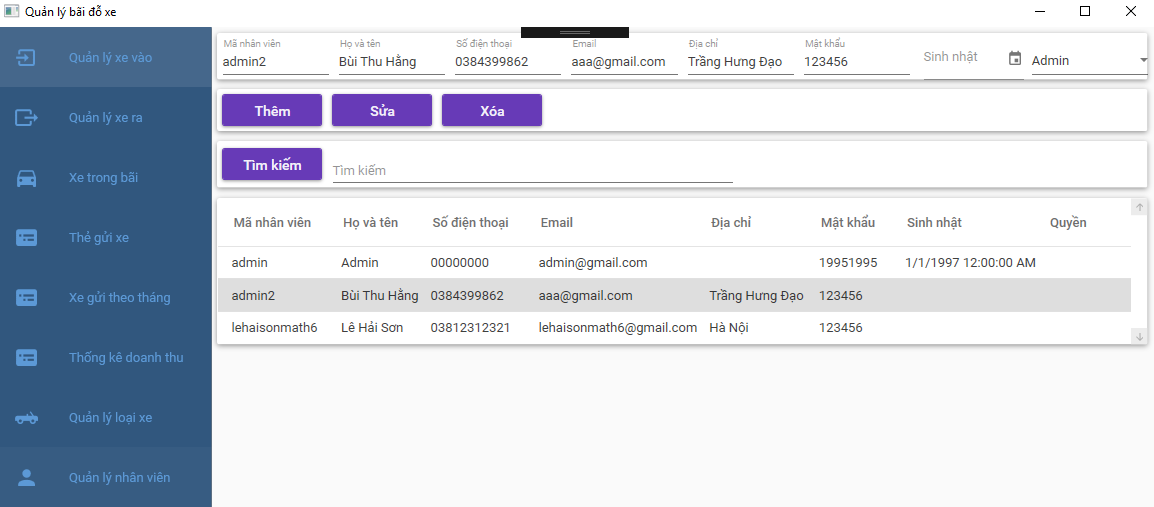 Quản lý bãi đỗ xe
Quản lý xe vào
Quản lý xe ra
Xe trong bãi
Thẻ gửi xe
Xe gửi theo tháng
Thống kê doanh thu
Quản lý loại xe
Quản lý nhân viên
Mã nhân viên Họ và tên Số điện thoại Email Địa chỉ Mật khẩu
admin2 Bùi Thu Hằng 0384399862 aaa@gmail.com Trầng Hưng Đạo 123456 Sinh nhật Admin
Thêm Sửa Xóa
Tìm kiếm Tìm kiếm
Mã nhân viên Họ và tên Số điện thoại Email Địa chỉ Mật khẩu Sinh nhật Quyền
admin Admin 00000000 admin@gmail.com 19951995 1/1/1997 12:00:00 AM
admin2 Bùi Thu Hằng 0384399862 aaa@gmail.com Trầng Hưng Đạo 123456
lehaisonmath6 Lê Hải Sơn 03812312321 lehaisonmath6@gmail.com Hà Nội 123456